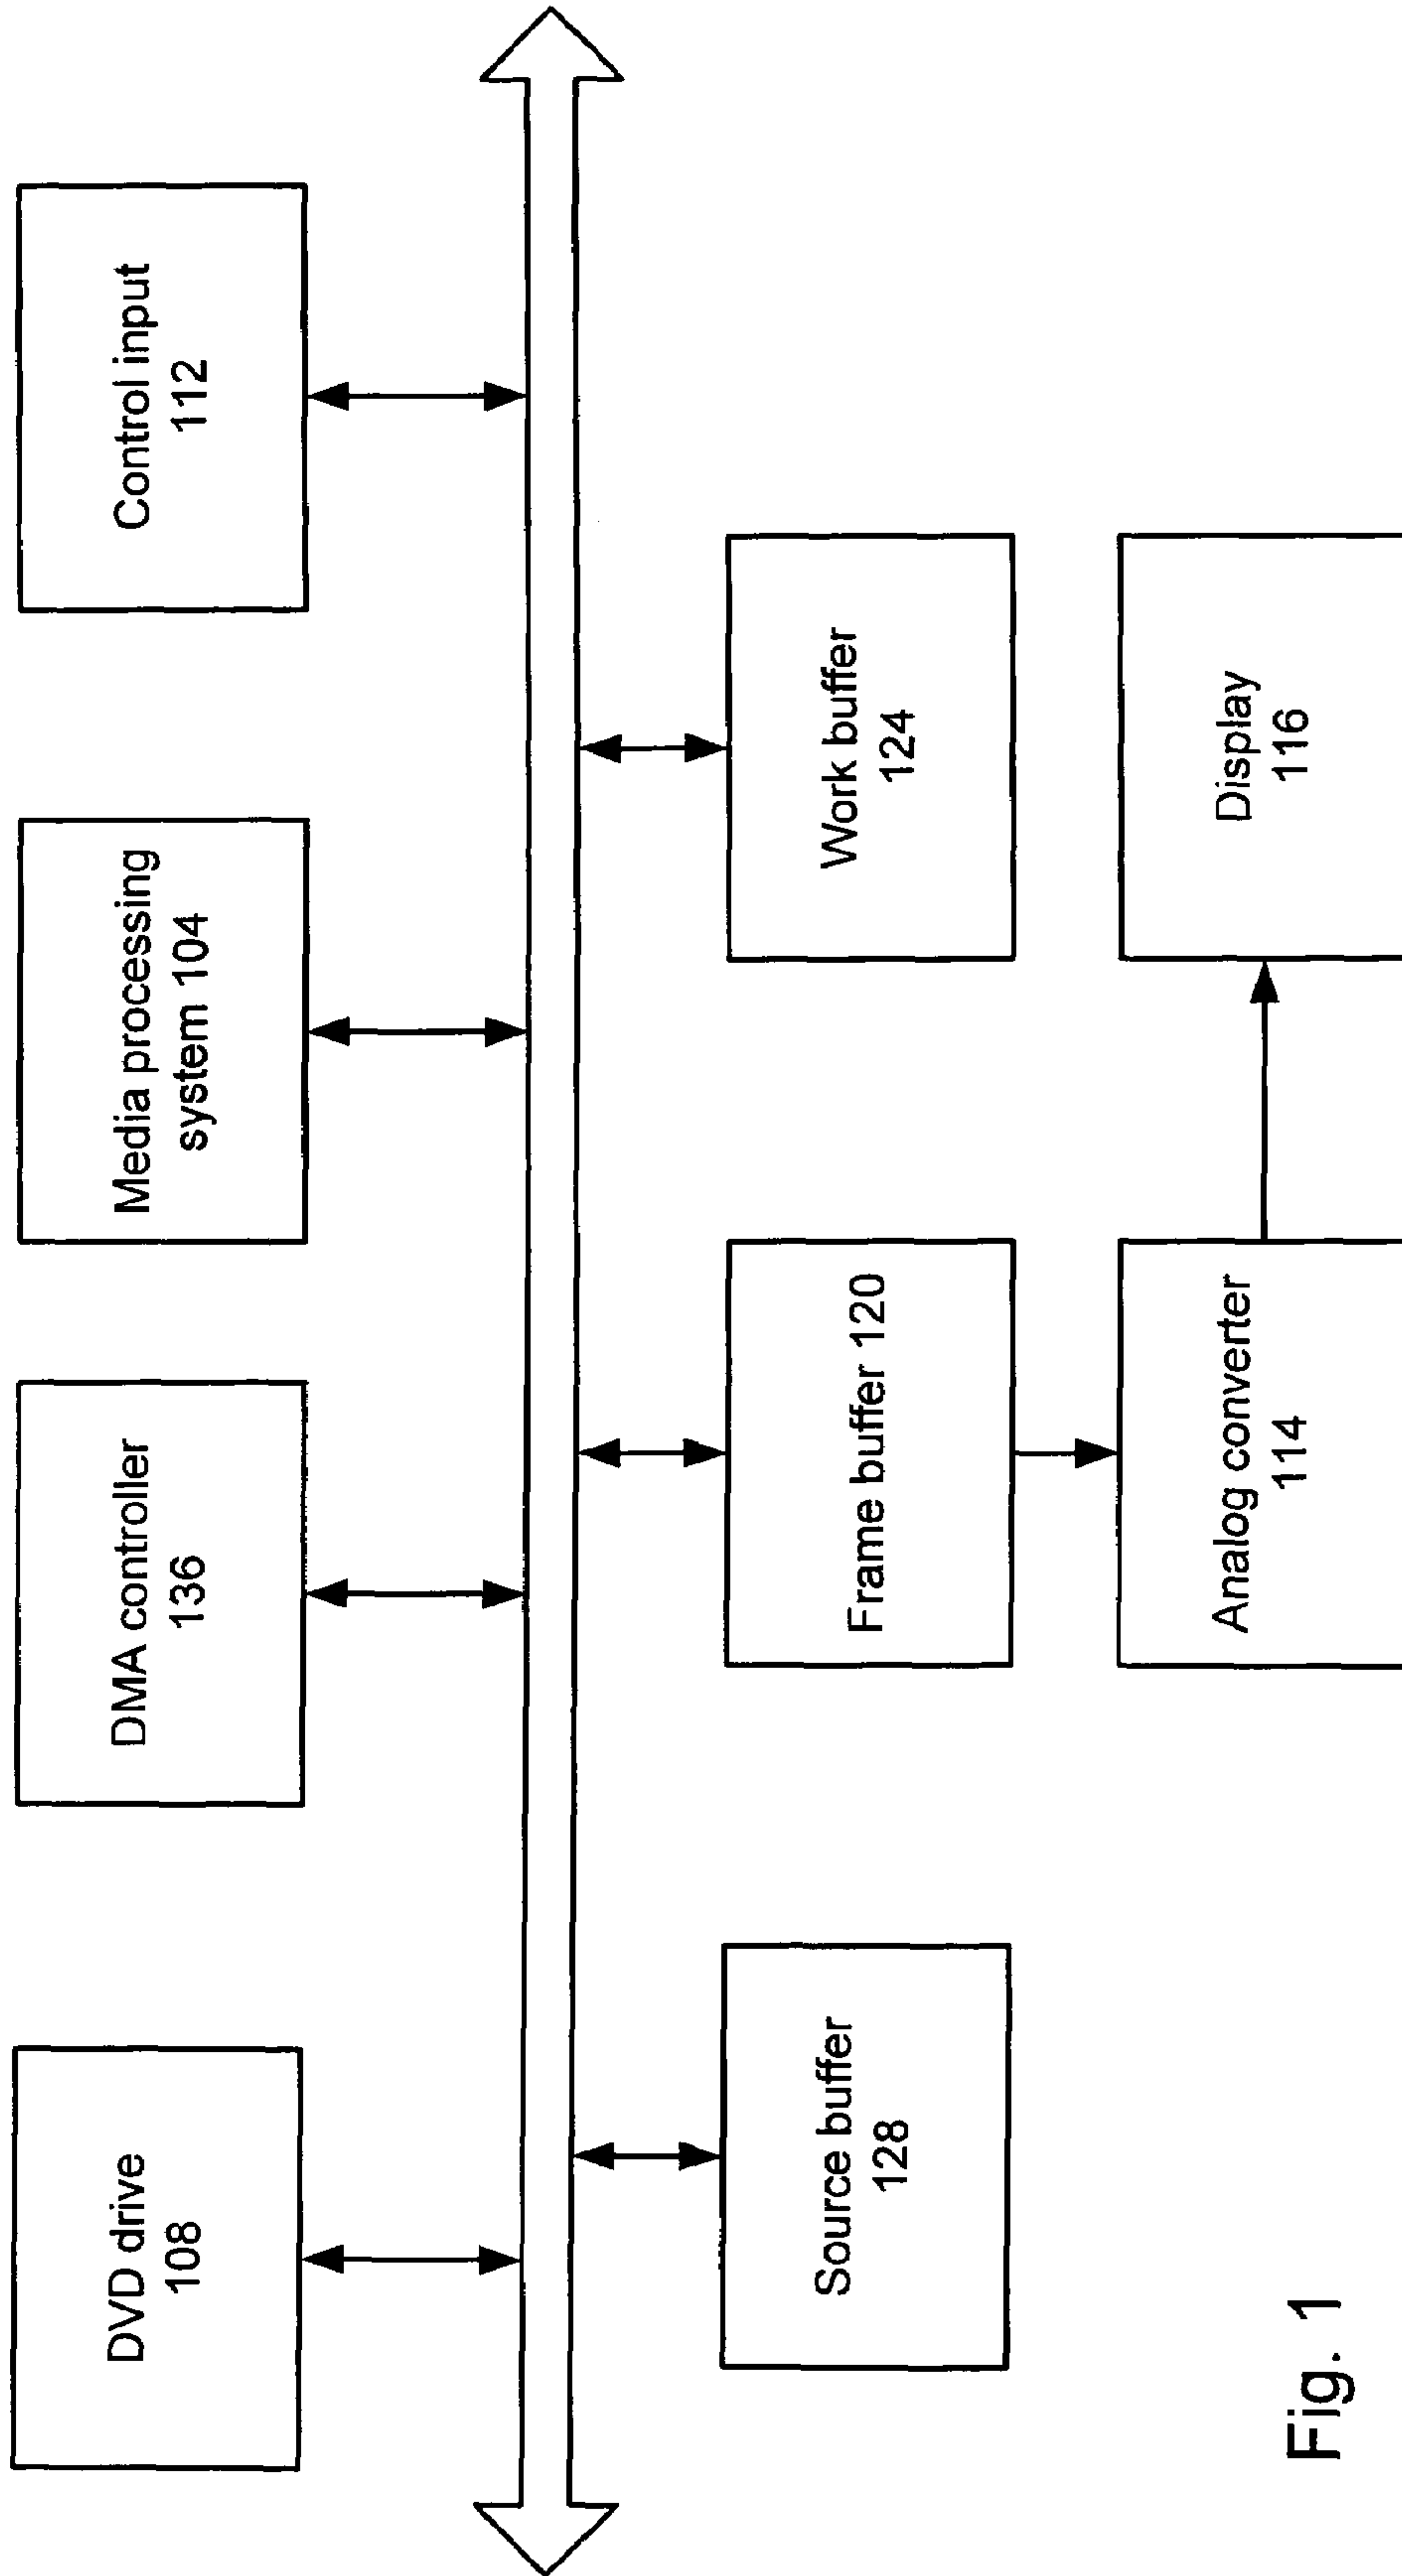 DVD drive
108
DMA controller
136
Media processing
system 104
Control input
112
Source buffer
128
Frame buffer 120
Work buffer
124
Analog converter
114
Display
116
Fig. 1